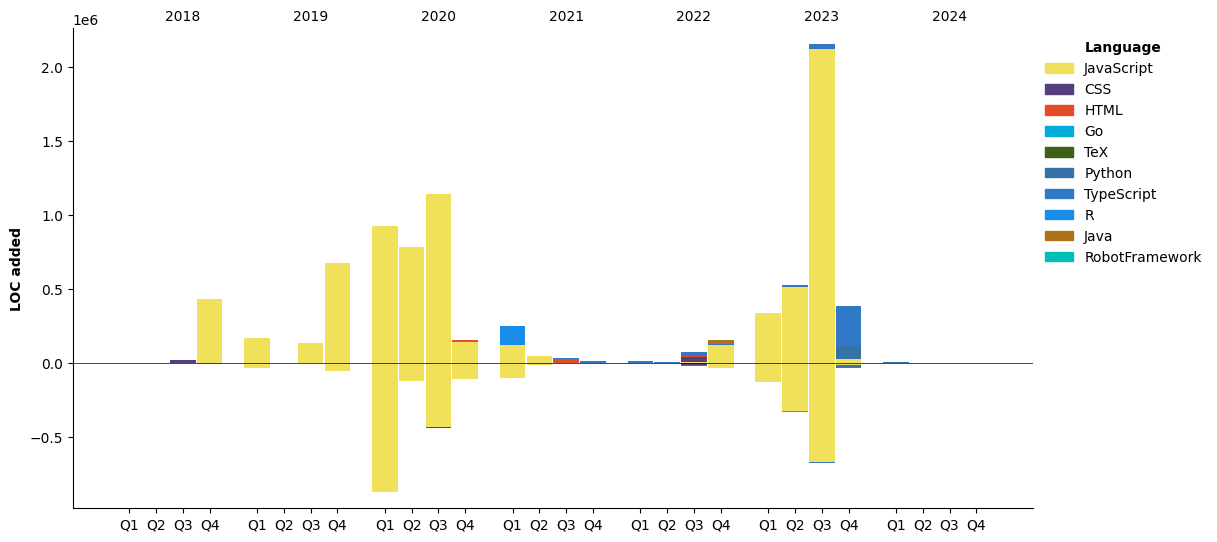 1e6
2018 2019 2020 2021 2022 2023 2024
2.0
1.5
1.0
0.5
0.0
−0.5
LOC added
Q1 Q2 Q3 Q4 Q1 Q2 Q3 Q4 Q1 Q2 Q3 Q4 Q1 Q2 Q3 Q4 Q1 Q2 Q3 Q4 Q1 Q2 Q3 Q4 Q1 Q2 Q3 Q4
Language
JavaScript
CSS
HTML
Go
TeX
Python
TypeScript
R
Java
RobotFramework